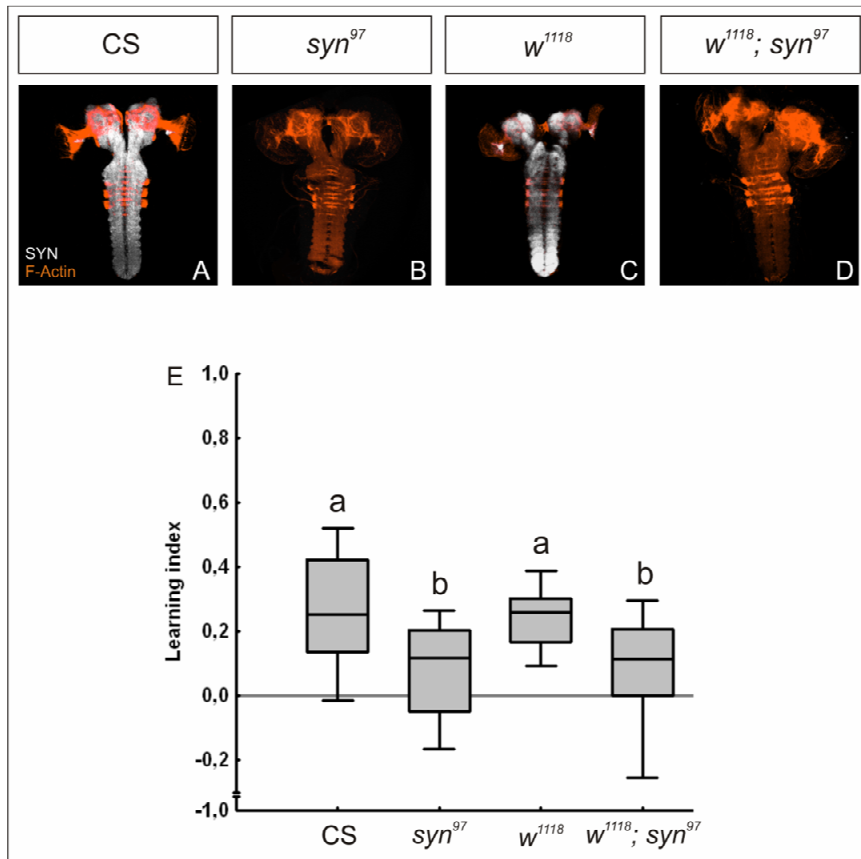 CS syn⁹⁷ w¹¹¹⁸ w¹¹¹⁸; syn⁹⁷
SYN
F-Actin
A B C D
E
1,0
0,8
0,6
0,4
0,2
0,0
-0,2
-1,0
Learning index
a b a b
CS syn⁹⁷ w¹¹¹⁸ w¹¹¹⁸; syn⁹⁷